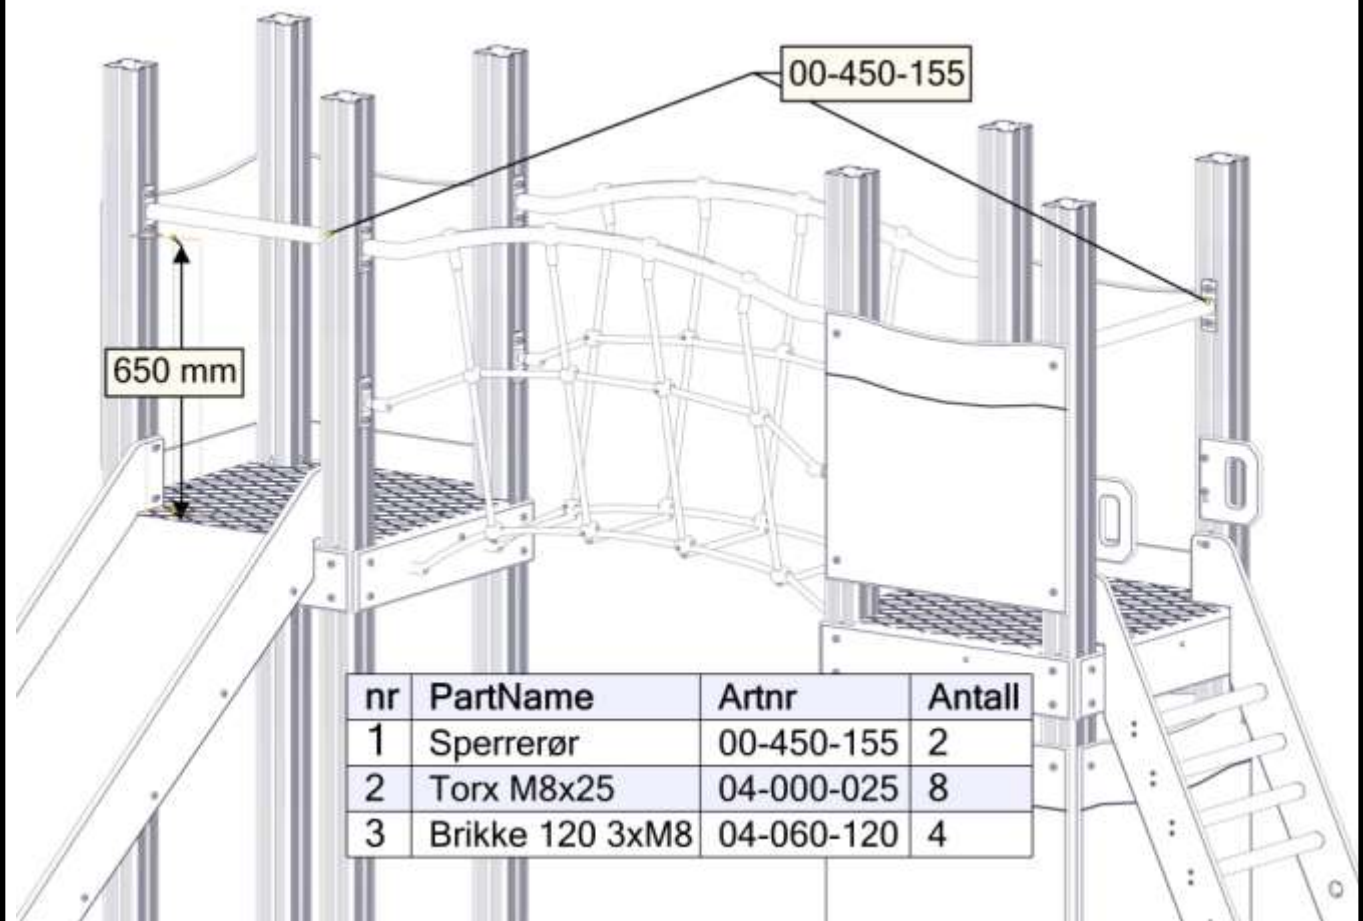 00-450-155
650 mm
nr PartName Artnr Antall
1 Sperrerør 00-450-155 2
2 Torx M8x25 04-000-025 8
3 Brikke 120 3xM8 04-060-120 4